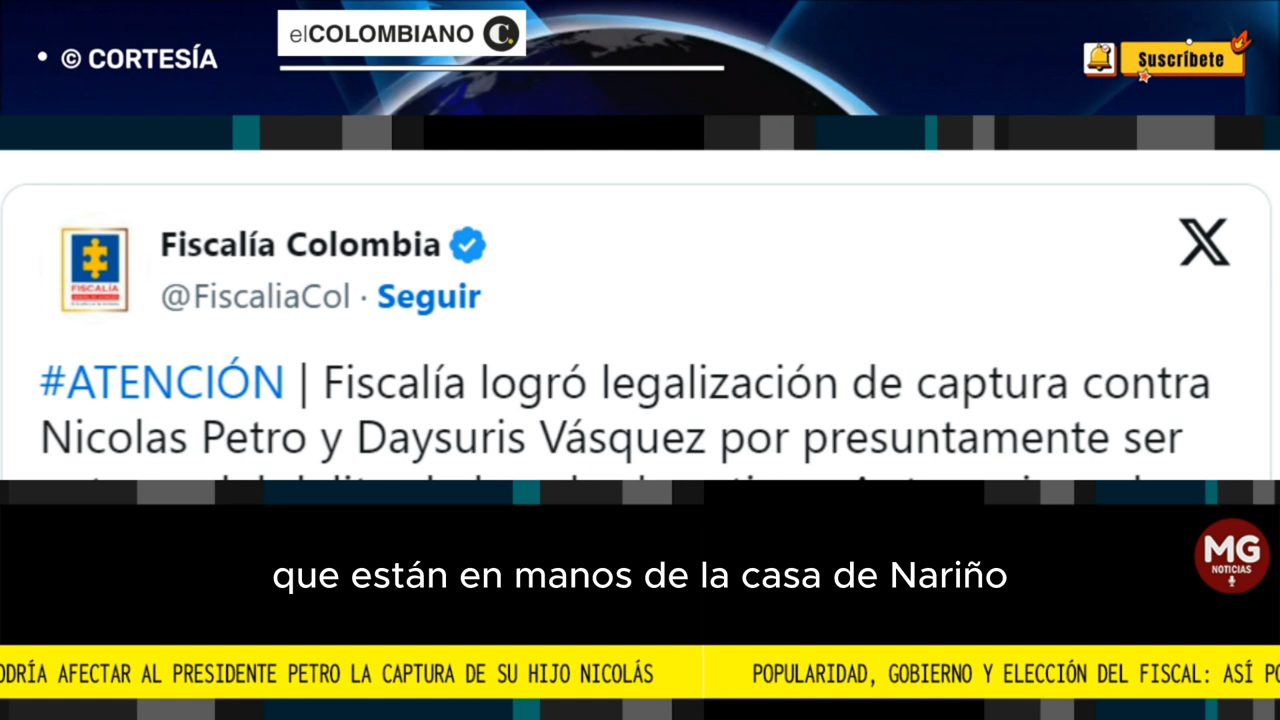 • © CORTESÍA
elCOLOMBIANO C.
Suscríbete
Fiscalía Colombia
@FiscaliaCol · Seguir
X
FISCALÍA
#ATENCIÓN | Fiscalía logró legalización de captura contra
Nicolas Petro y Daysuris Vásquez por presuntamente ser
que están en manos de la casa de Nariño
MG
NOTICIAS
ODRÍA AFECTAR AL PRESIDENTE PETRO LA CAPTURA DE SU HIJO NICOLÁS
POPULARIDAD, GOBIERNO Y ELECCIÓN DEL FISCAL: ASÍ PO